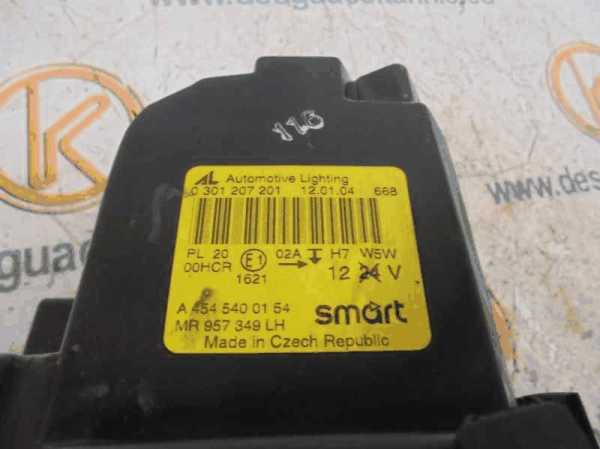 116
AL Automotive Lighting
0 301 207 201 12.01.04 668
PL 20 E1 02A H7 W5W
00HCR 1621 12 24 V
A 454 540 01 54
MR 957 349 LH
smart
Made in Czech Republic